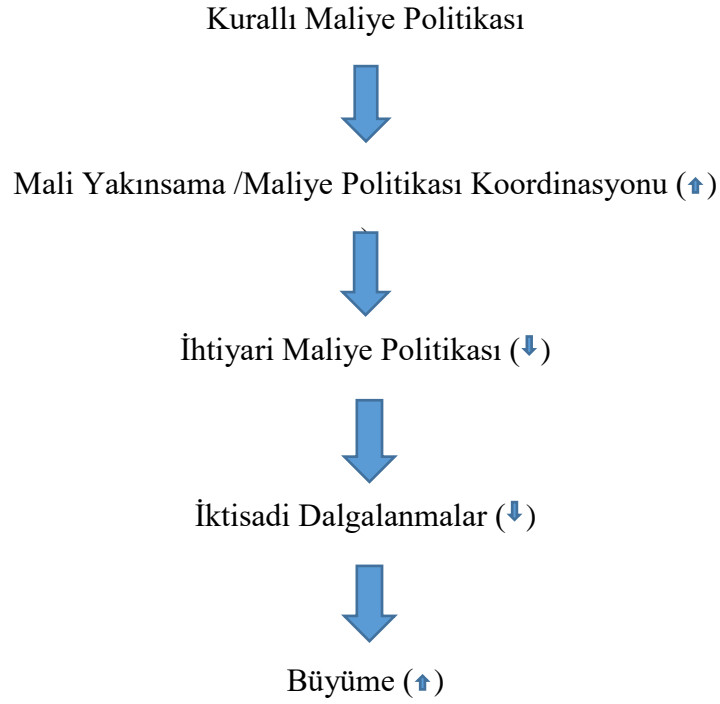 Kurallı Maliye Politikası
Mali Yakınsama /Maliye Politikası Koordinasyonu (⬆)
İhtiyari Maliye Politikası (⬇)
İktisadi Dalgalanmalar (⬇)
Büyüme (⬆)